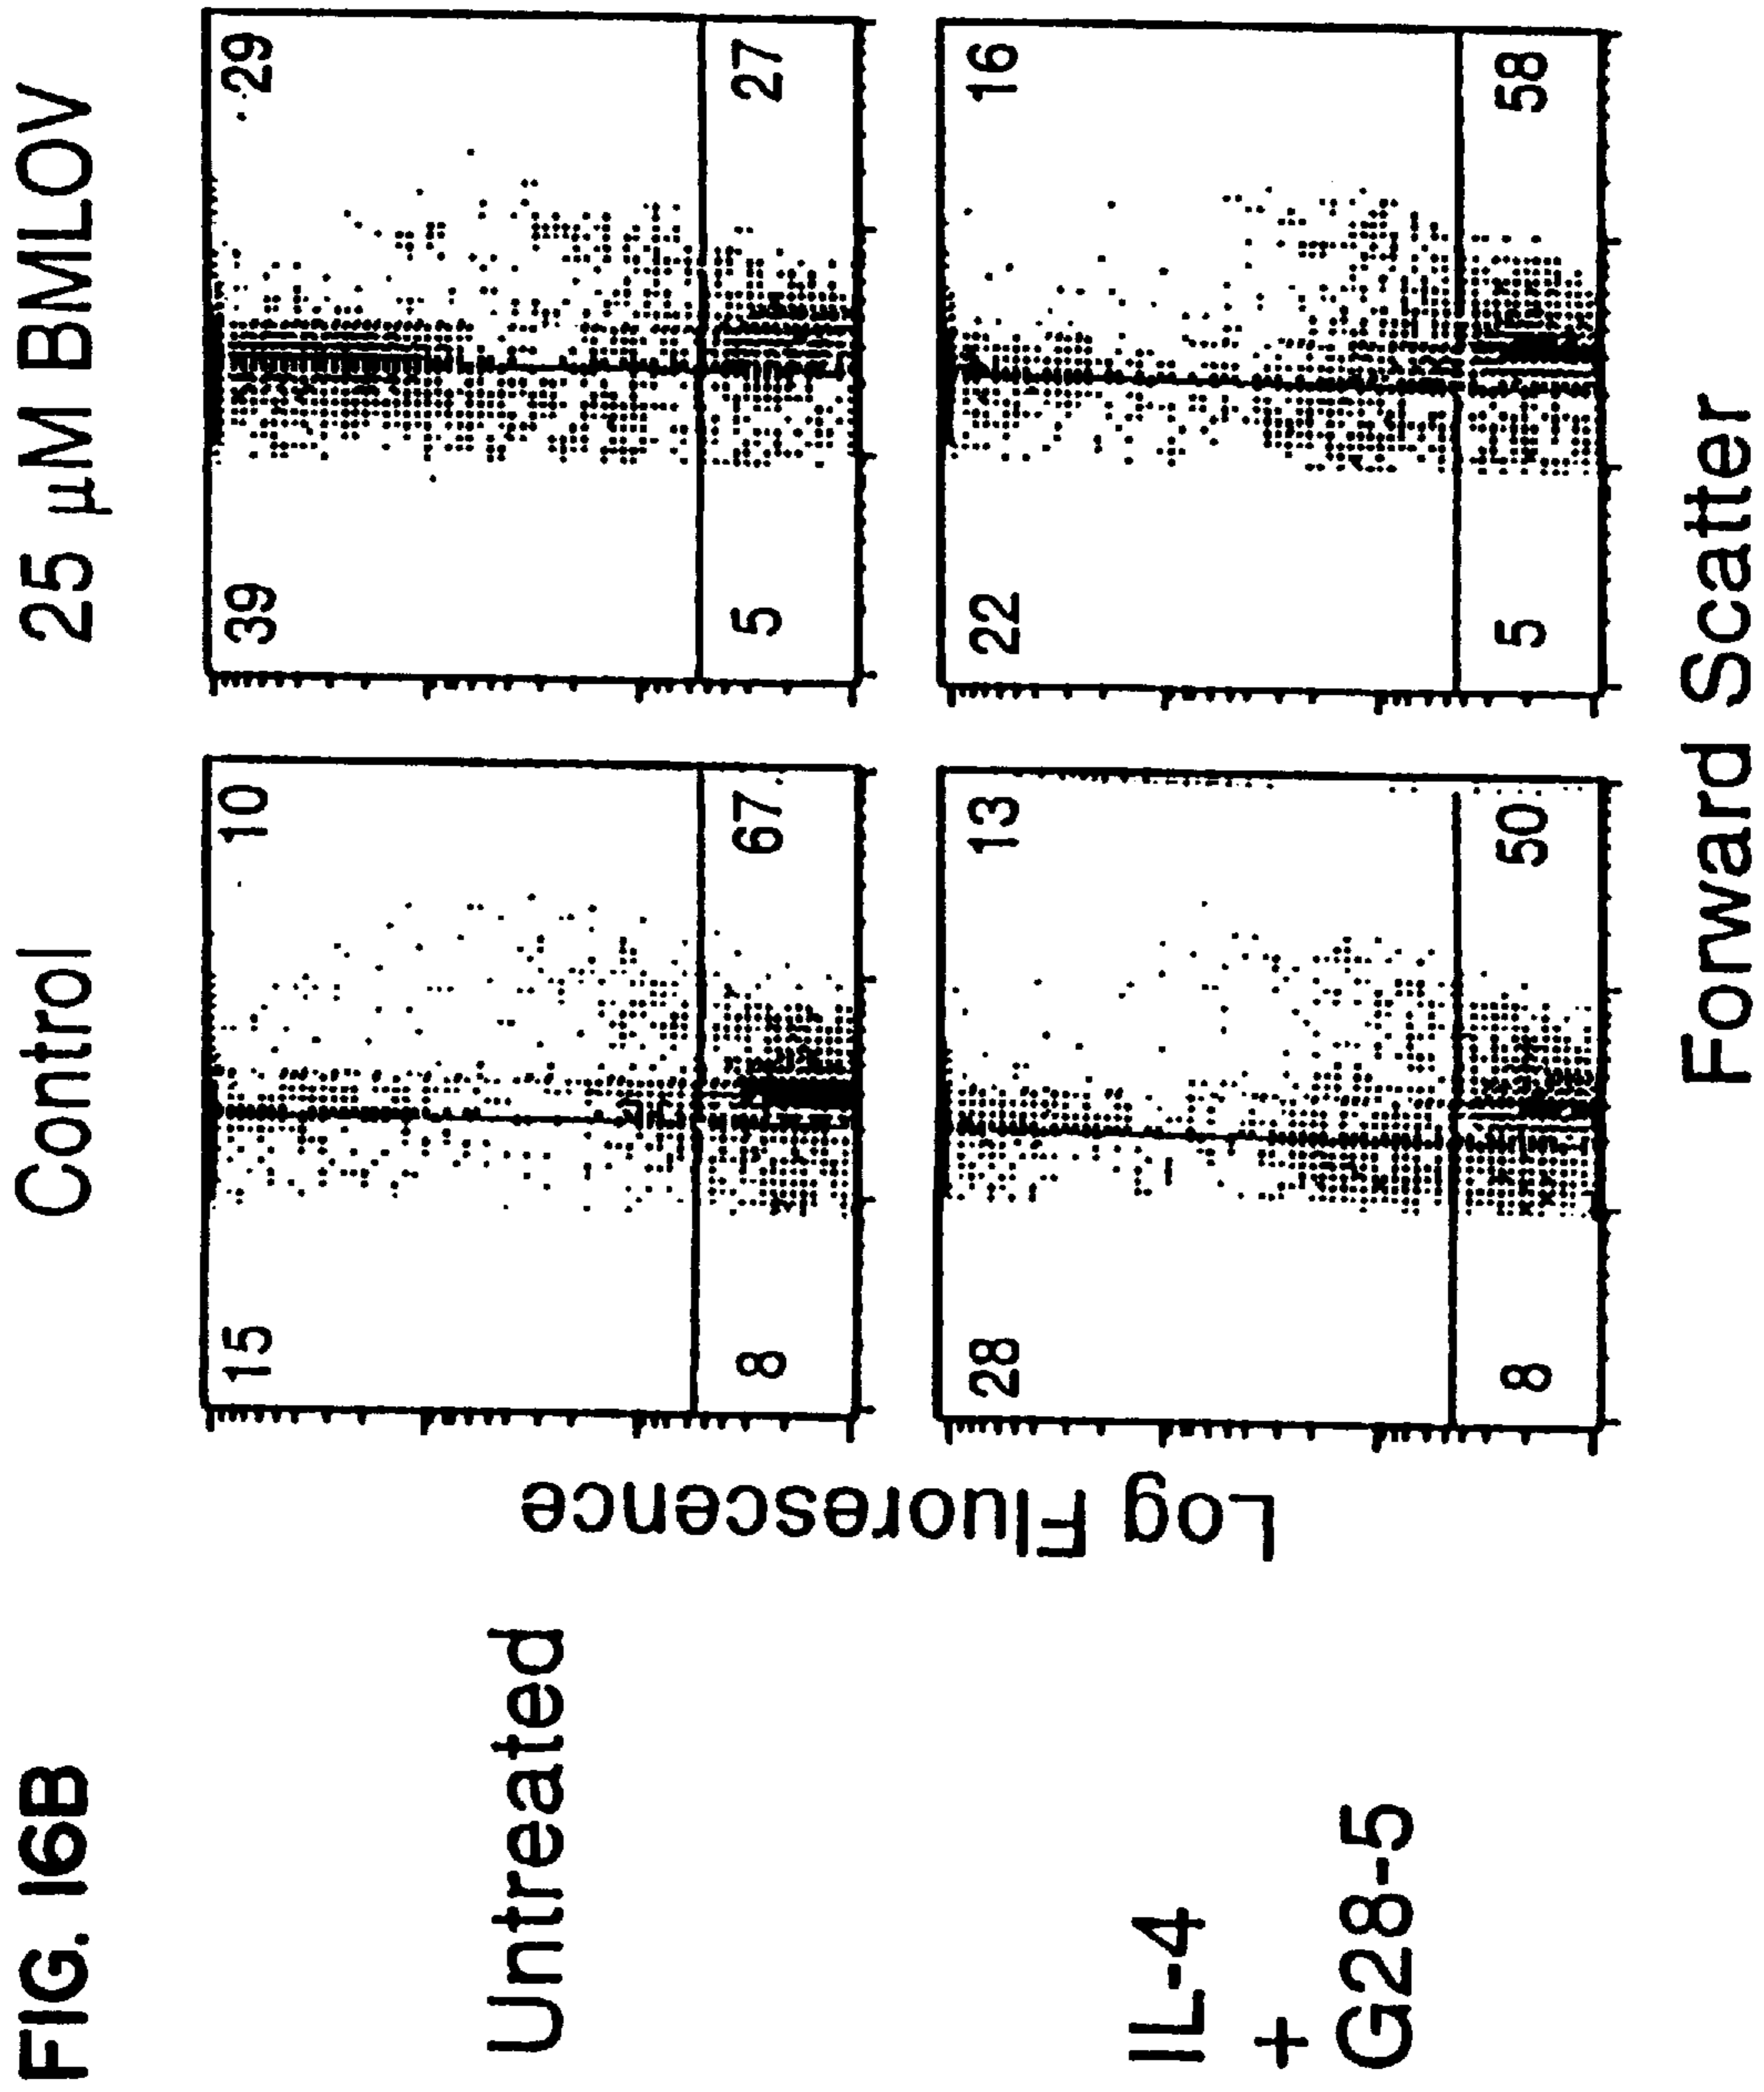 FIG. 16B
Control
25 μM BMLOV
Untreated
15
10
39
29
8
67
5
27
Log Fluorescence
IL-4
+
G28-5
28
13
22
16
8
50
5
58
Forward Scatter